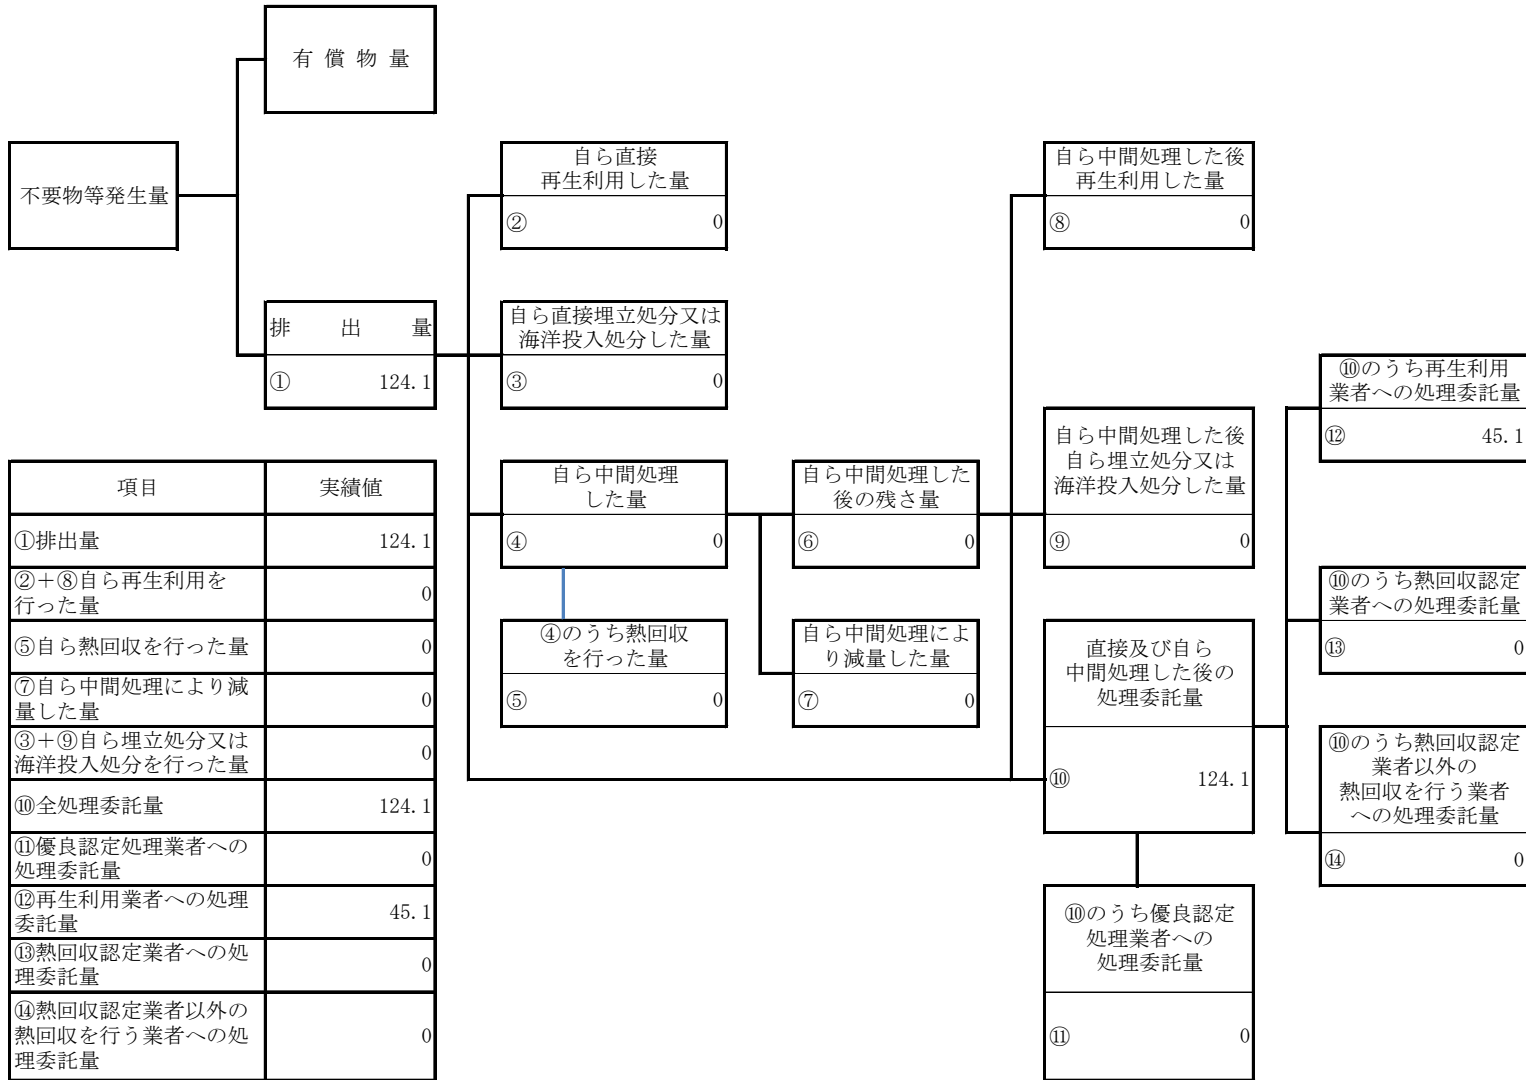 有 償 物 量
不要物等発生量
排 出 量
① 124.1
自ら直接
再生利用した量
② 0
自ら直接埋立処分又は
海洋投入処分した量
③ 0
自ら中間処理
した量
④ 0
④のうち熱回収
を行った量
⑤ 0
自ら中間処理した
後の残さ量
⑥ 0
自ら中間処理によ
り減量した量
⑦ 0
自ら中間処理した後
再生利用した量
⑧ 0
自ら中間処理した後
自ら埋立処分又は
海洋投入処分した量
⑨ 0
直接及び自ら
中間処理した後の
処理委託量
⑩ 124.1
⑩のうち優良認定
処理業者への
処理委託量
⑪ 0
⑩のうち再生利用
業者への処理委託量
⑫ 45.1
⑩のうち熱回収認定
業者への処理委託量
⑬ 0
⑩のうち熱回収認定
業者以外の
熱回収を行う業者
への処理委託量
⑭ 0
項目 実績値
①排出量 124.1
②+⑧自ら再生利用を
行った量 0
⑤自ら熱回収を行った量 0
⑦自ら中間処理により減
量した量 0
③+⑨自ら埋立処分又は
海洋投入処分を行った量 0
⑩全処理委託量 124.1
⑪優良認定処理業者への
処理委託量 0
⑫再生利用業者への処理
委託量 45.1
⑬熱回収認定業者への処
理委託量 0
⑭熱回収認定業者以外の
熱回収を行う業者への処
理委託量 0